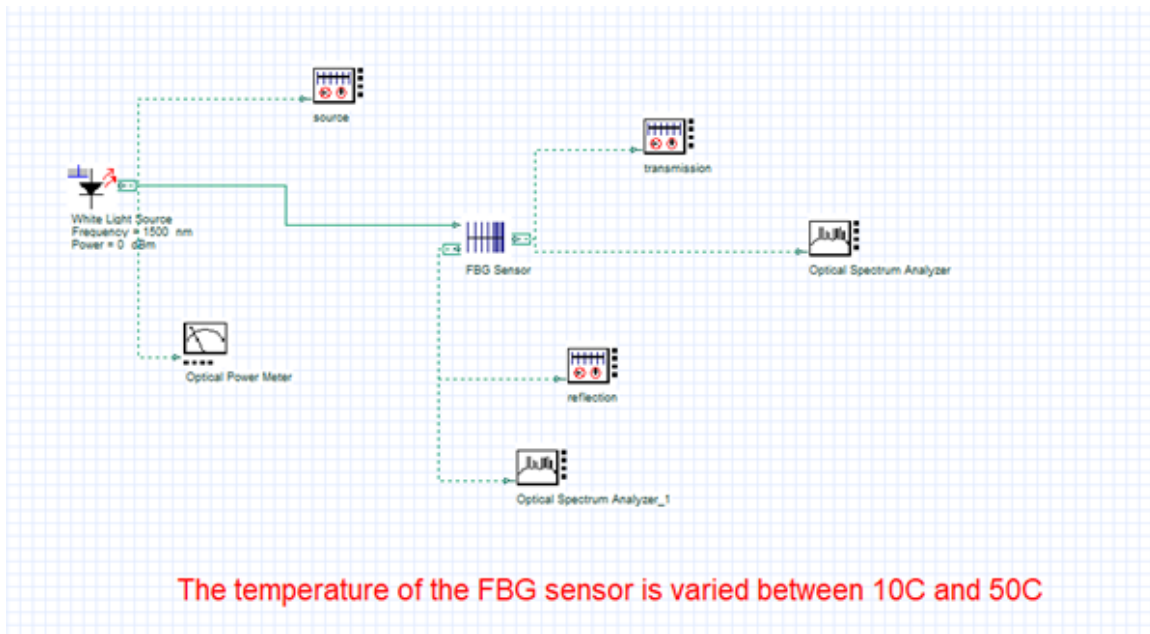 source
transmission
White Light Source
Frequency = 1500 nm
Power = 0 dBm
FBG Sensor
Optical Spectrum Analyzer
Optical Power Meter
reflection
Optical Spectrum Analyzer_1
The temperature of the FBG sensor is varied between 10C and 50C